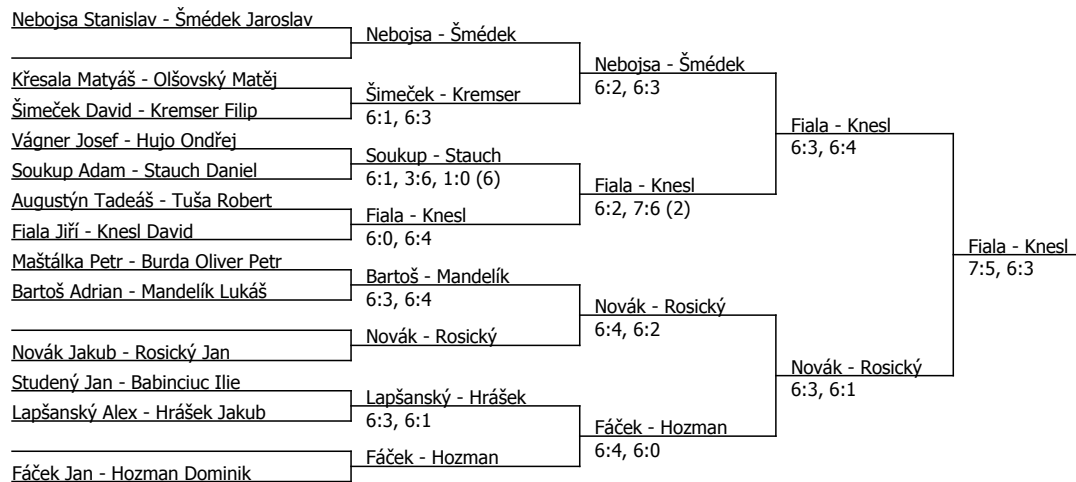 Nebojsa Stanislav - Šmédek Jaroslav
Nebojsa - Šmédek
Nebojsa - Šmédek
6:2, 6:3
Křesala Matyáš - Olšovský Matěj
Šimeček - Kremser
6:1, 6:3
Šimeček David - Kremser Filip
Fiala - Knesl
6:3, 6:4
Vágner Josef - Hujo Ondřej
Soukup - Stauch
6:1, 3:6, 1:0 (6)
Soukup Adam - Stauch Daniel
Fiala - Knesl
6:2, 7:6 (2)
Augustýn Tadeáš - Tuša Robert
Fiala - Knesl
6:0, 6:4
Fiala Jiří - Knesl David
Fiala - Knesl
7:5, 6:3
Maštálka Petr - Burda Oliver Petr
Bartoš - Mandelík
6:3, 6:4
Bartoš Adrian - Mandelík Lukáš
Novák - Rosický
6:4, 6:2
Novák - Rosický
Novák Jakub - Rosický Jan
Novák - Rosický
6:3, 6:1
Studený Jan - Babinciuc Ilie
Lapšanský - Hrášek
6:3, 6:1
Lapšanský Alex - Hrášek Jakub
Fáček - Hozman
6:4, 6:0
Fáček - Hozman
Fáček Jan - Hozman Dominik